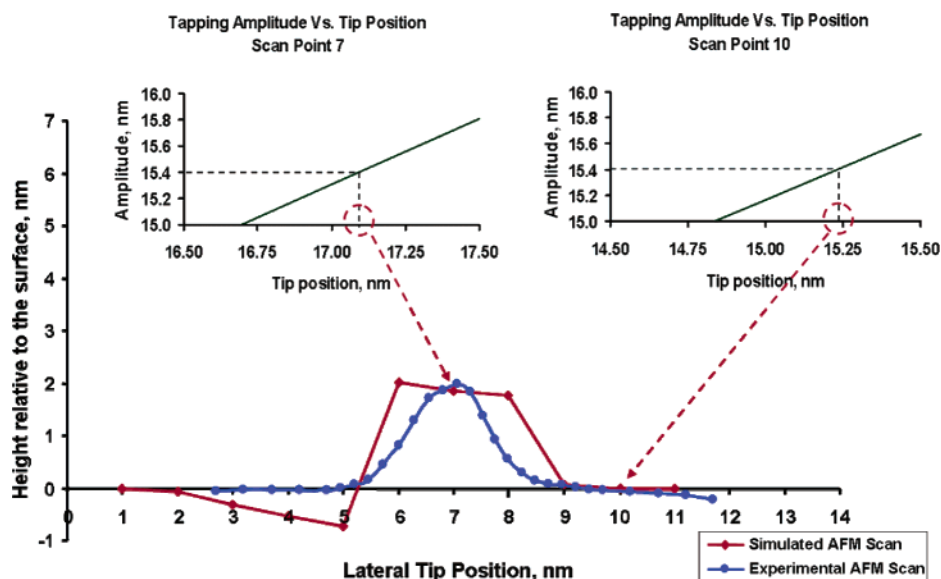 Tapping Amplitude Vs. Tip Position
Scan Point 7
Tapping Amplitude Vs. Tip Position
Scan Point 10
Amplitude, nm
16.0
15.8
15.6
15.4
15.2
15.0
16.50 16.75 17.00 17.25 17.50
Tip position, nm
Amplitude, nm
16.0
15.8
15.6
15.4
15.2
15.0
14.50 14.75 15.00 15.25 15.50
Tip position, nm
Height relative to the surface, nm
7
6
5
4
3
2
1
0
-1
0 1 2 3 4 5 6 7 8 9 10 11 12 13 14
Lateral Tip Position, nm
Simulated AFM Scan
Experimental AFM Scan